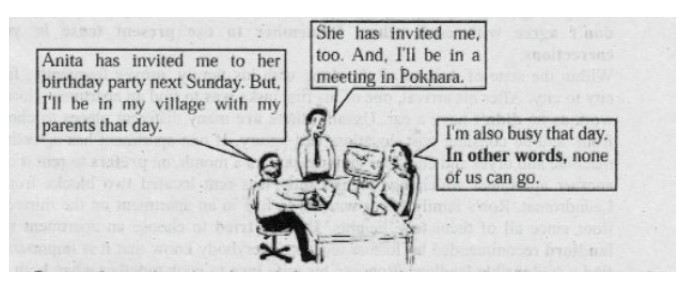 She has invited me,
too. And, I'll be in a
meeting in Pokhara.
Anita has invited me to her
birthday party next Sunday. But,
I'll be in my village with my
parents that day.
I'm also busy that day.
In other words, none
of us can go.